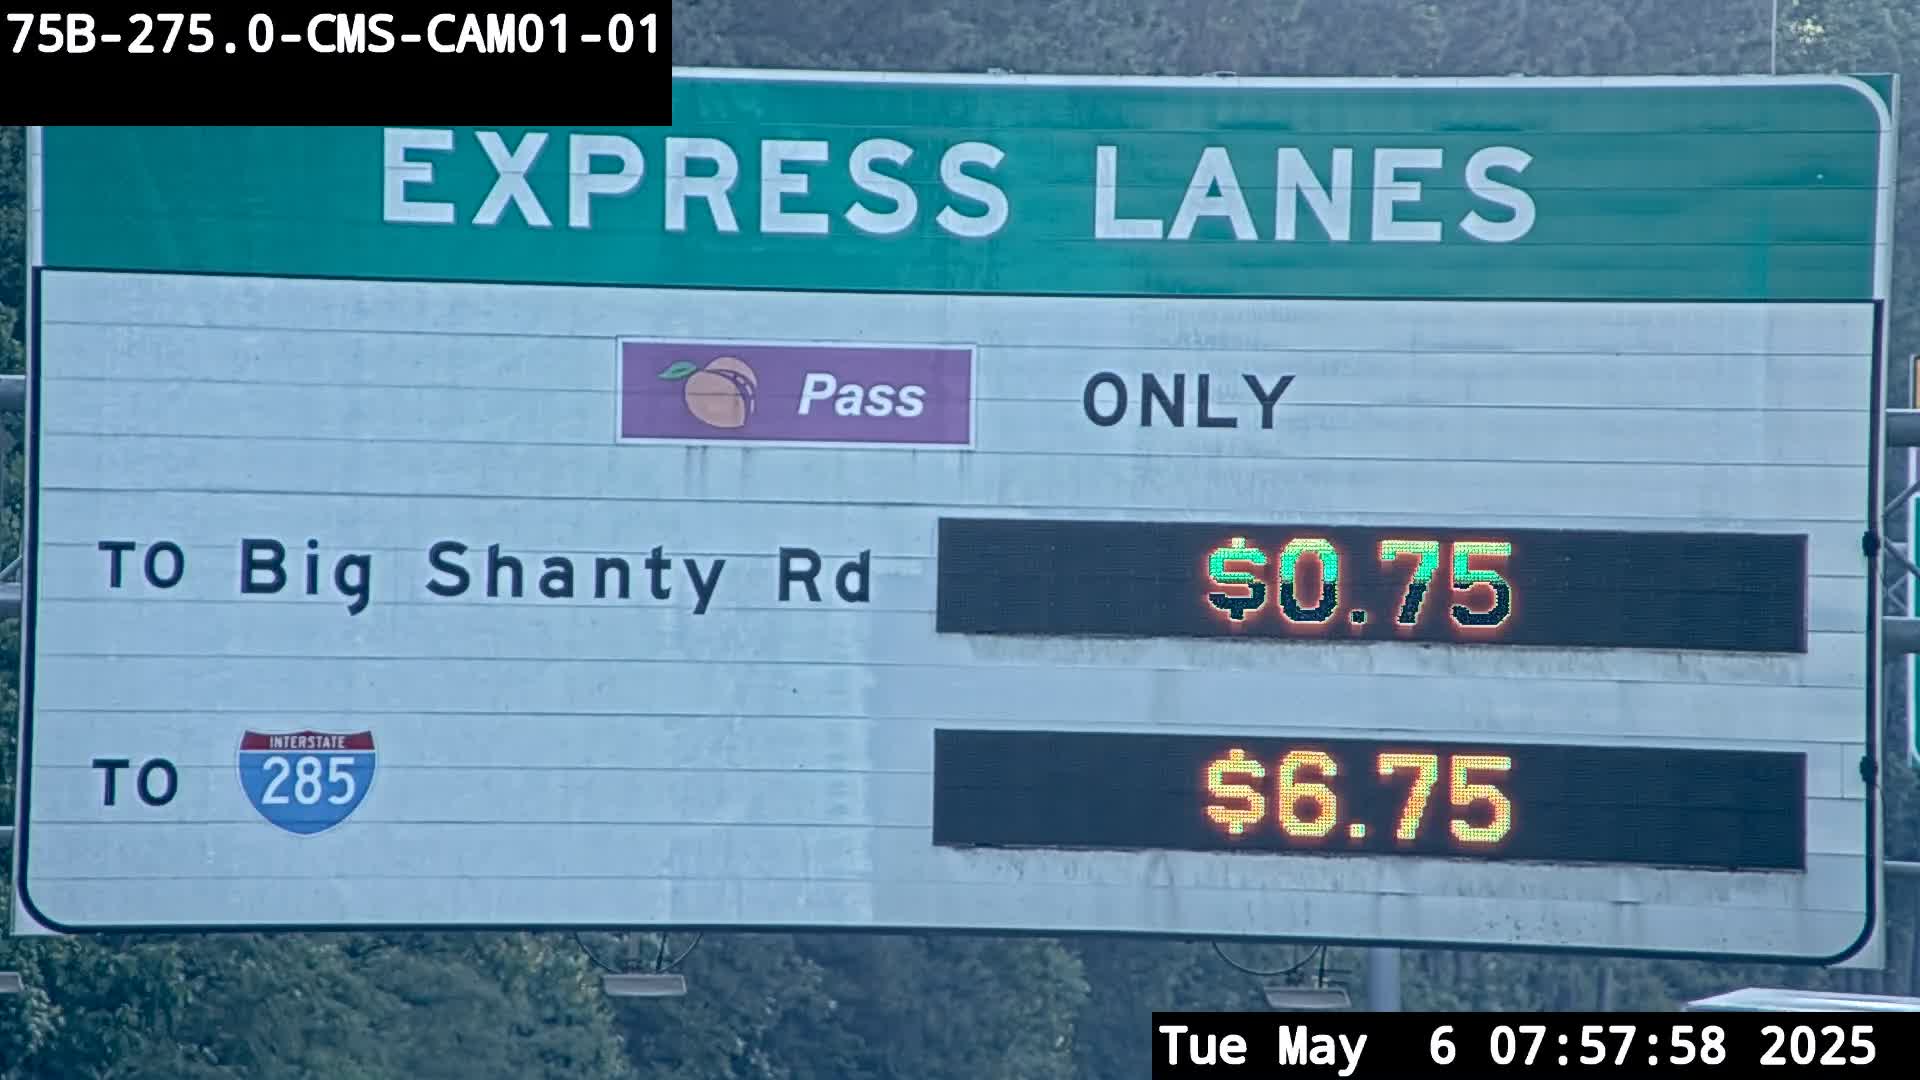 75B-275.0-CMS-CAM01-01
EXPRESS LANES
Pass ONLY
TO Big Shanty Rd $0.75
TO INTERSTATE 285 $6.75
Tue May 6 07:57:58 2025